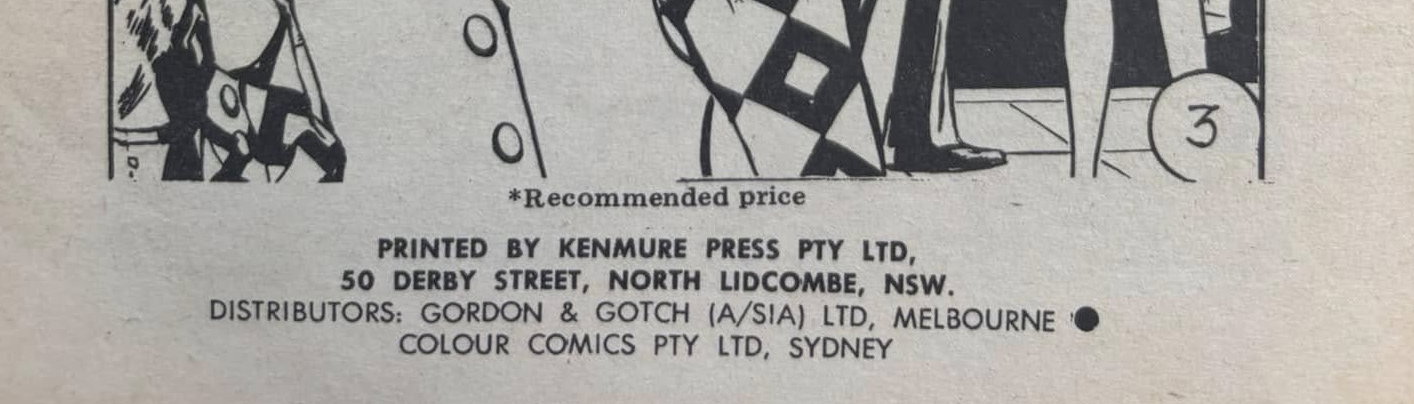 3
*Recommended price
PRINTED BY KENMURE PRESS PTY LTD,
50 DERBY STREET, NORTH LIDCOMBE, NSW.
DISTRIBUTORS: GORDON & GOTCH (A/SIA) LTD, MELBOURNE ●
COLOUR COMICS PTY LTD, SYDNEY